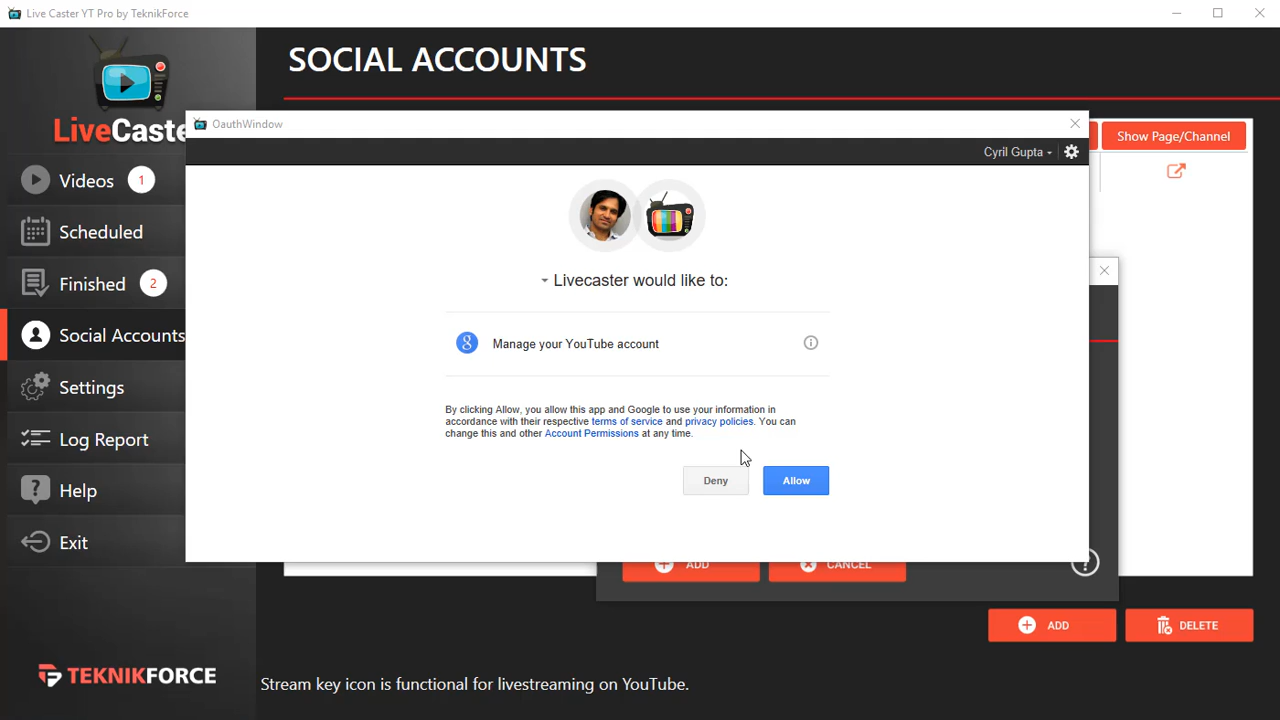 Live Caster YT Pro by TeknikForce
SOCIAL ACCOUNTS
LiveCaste
Videos 1
Scheduled
Finished 2
Social Accounts
Settings
Log Report
Help
Exit
TEKNIKFORCE
Show Page/Channel
OauthWindow
Cyril Gupta
Livecaster would like to:
8 Manage your YouTube account
By clicking Allow, you allow this app and Google to use your information in
accordance with their respective terms of service and privacy policies. You can
change this and other Account Permissions at any time.
Deny Allow
ADD CANCEL ?
ADD DELETE
Stream key icon is functional for livestreaming on YouTube.